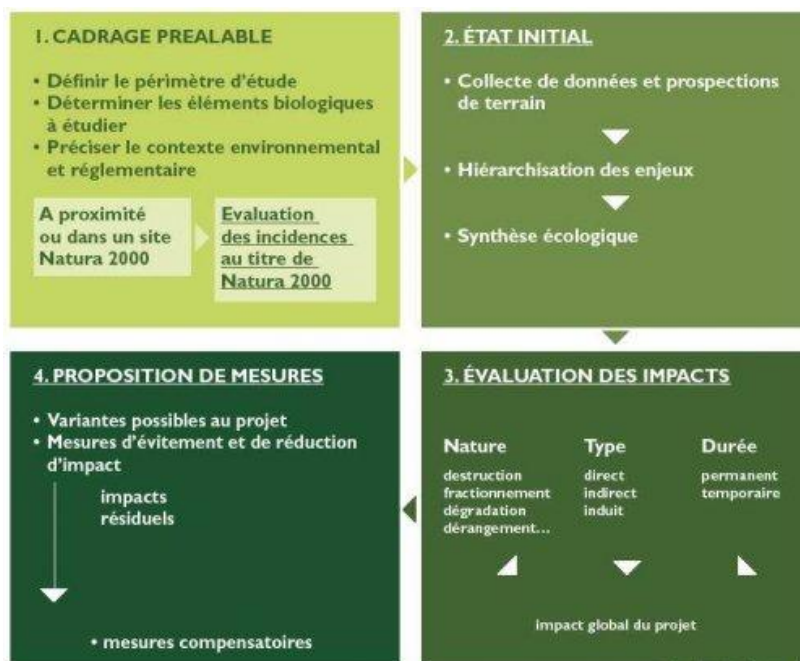 1. CADRAGE PREALABLE
• Définir le périmètre d'étude
• Déterminer les éléments biologiques
à étudier
• Préciser le contexte environnemental
et réglementaire
A proximité
ou dans un site
Natura 2000
Evaluation
des incidences
au titre de
Natura 2000
2. ÉTAT INITIAL
• Collecte de données et prospections
de terrain
• Hiérarchisation des enjeux
• Synthèse écologique
3. ÉVALUATION DES IMPACTS
Nature
destruction
fractionnement
dégradation
dérangement...
Type
direct
indirect
induit
Durée
permanent
temporaire
impact global du projet
4. PROPOSITION DE MESURES
• Variantes possibles au projet
• Mesures d'évitement et de réduction
d'impact
impacts
résiduels
• mesures compensatoires